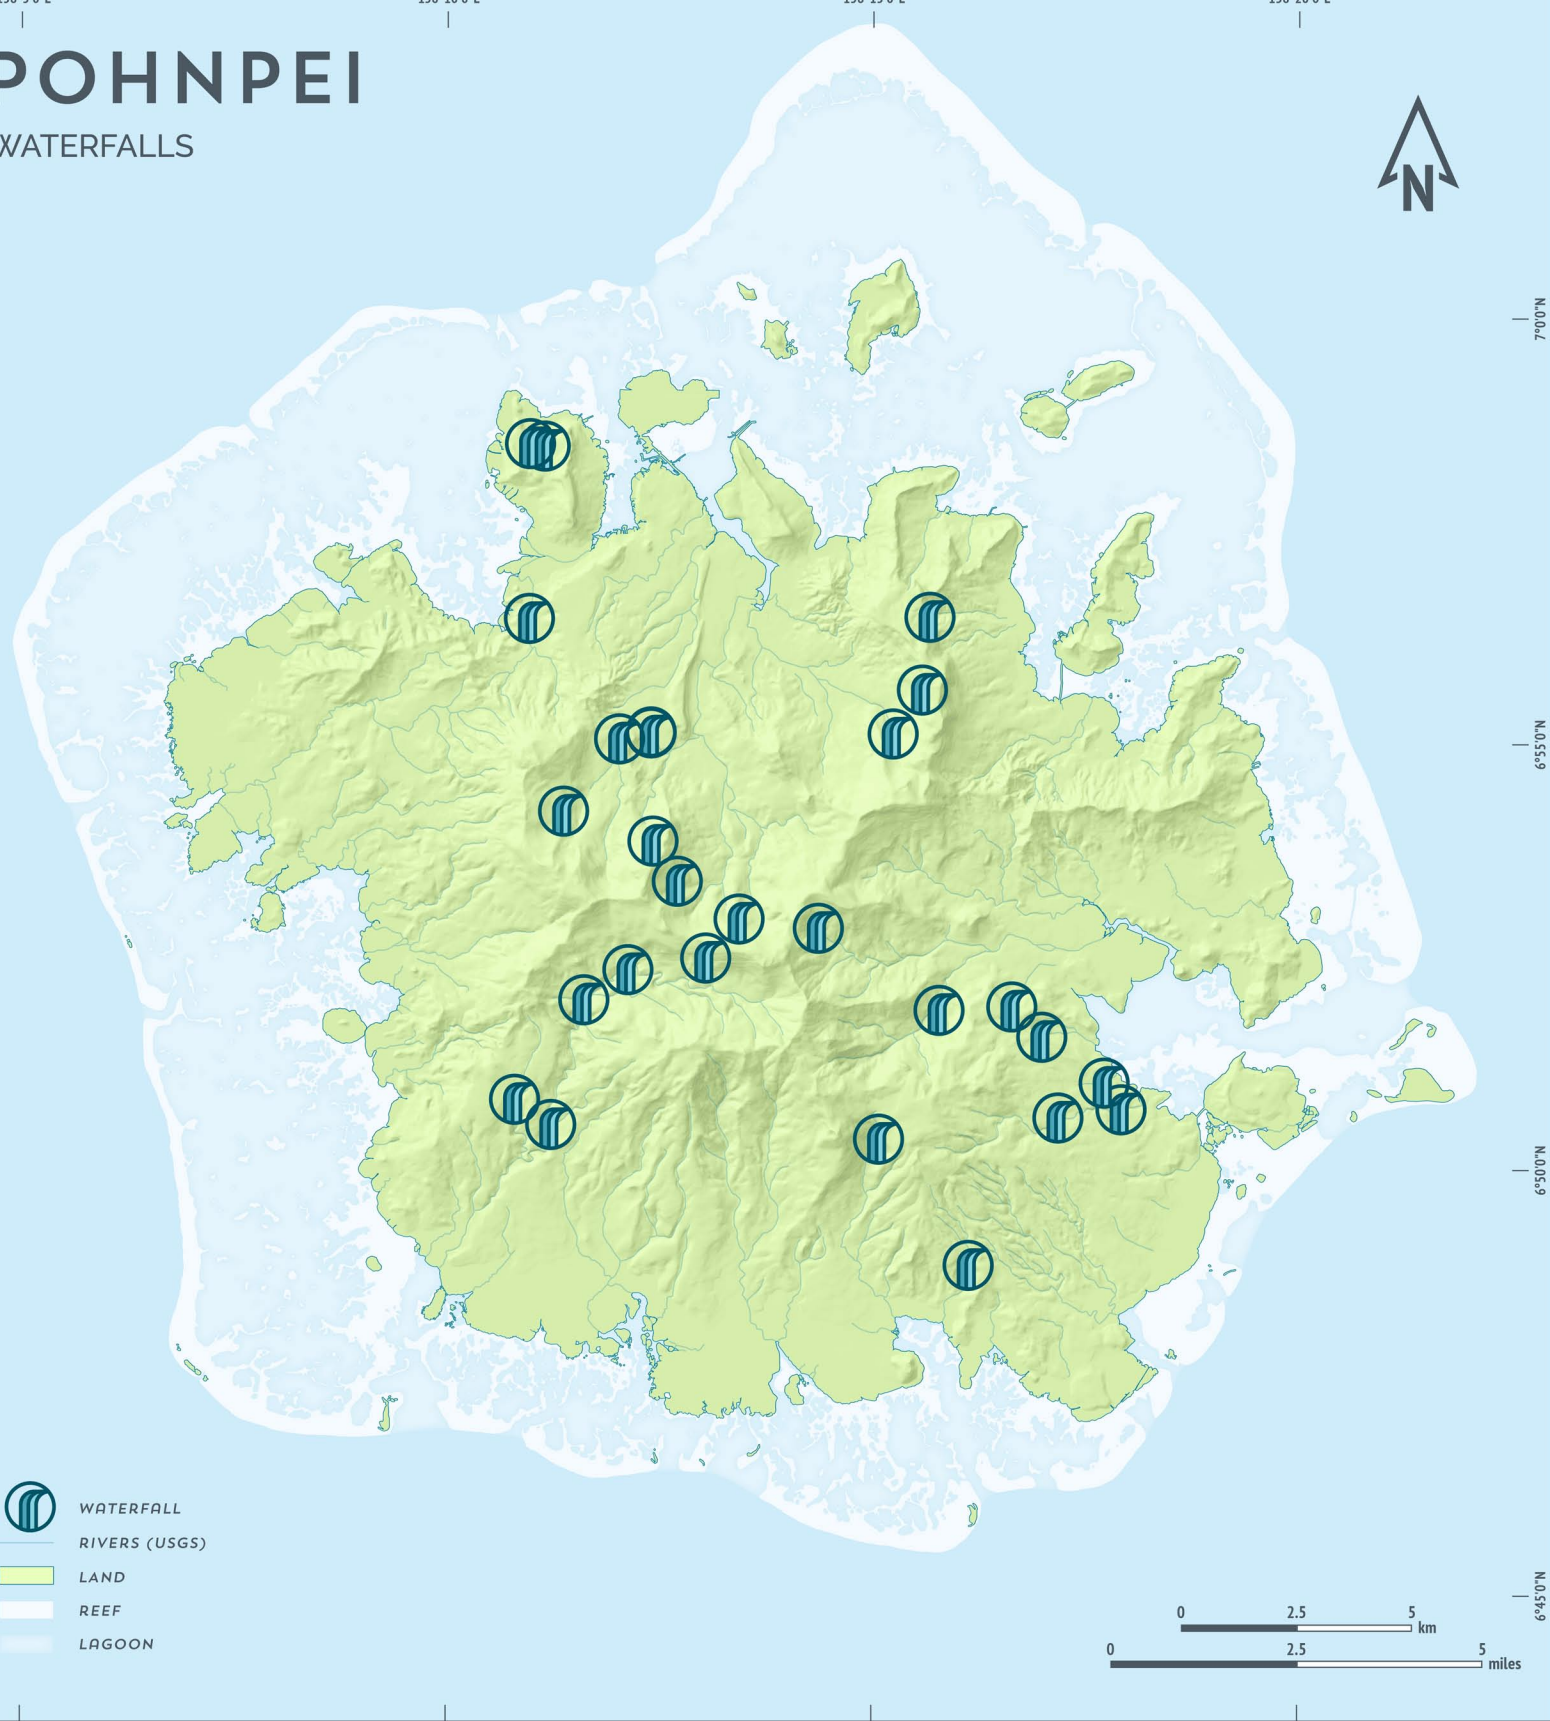 POHNPEI
WATERFALLS
N
7°0'0"N
6°55'0"N
6°50'0"N
6°45'0"N
WATERFALL
RIVERS (USGS)
LAND
REEF
LAGOON
0 2.5 5 km
0 2.5 5 miles